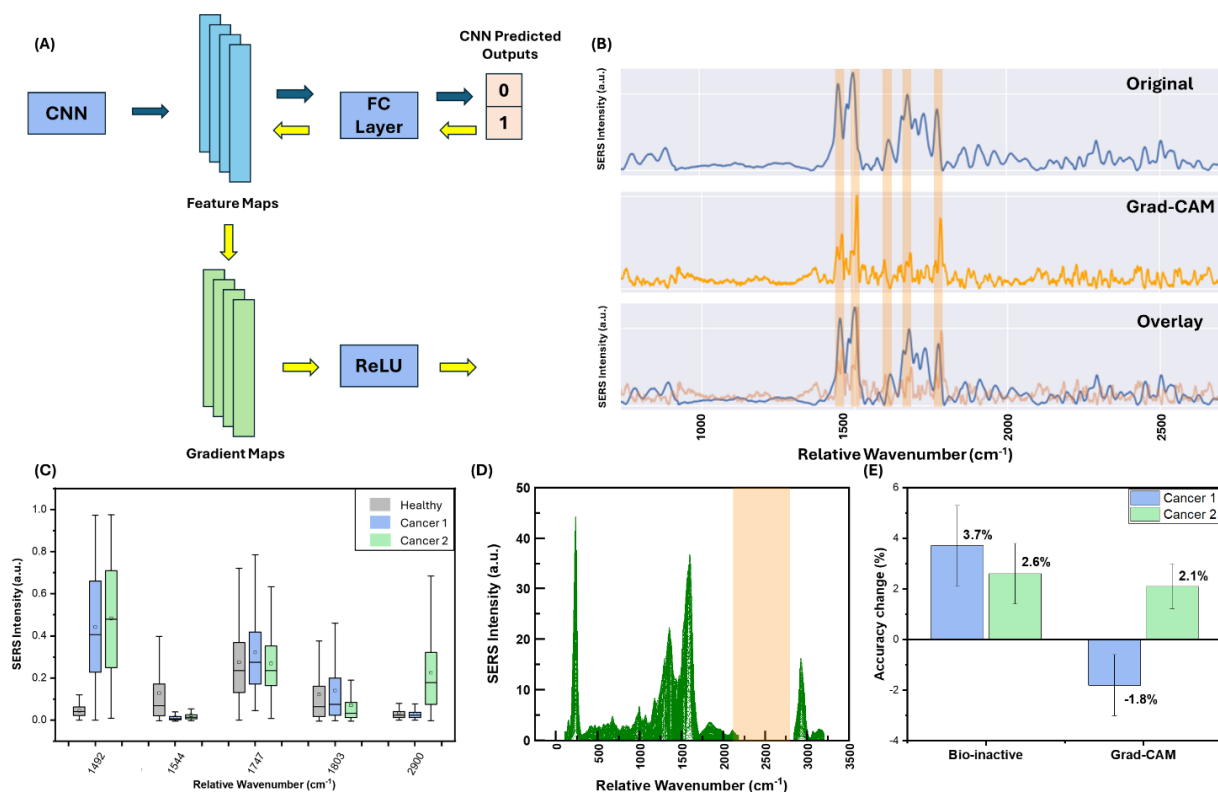 (A)
CNN
FC
Layer
CNN Predicted
Outputs
0
1
Feature Maps
ReLU
Gradient Maps
(B)
SERS Intensity (a.u.)
Original
Grad-CAM
SERS Intensity (a.u.)
Overlay
1000
1500
2000
2500
Relative Wavenumber (cm⁻¹)
(C)
SERS Intensity (a.u.)
1.0
0.8
0.6
0.4
0.2
0.0
Healthy
Cancer 1
Cancer 2
1492
1544
1747
1803
2900
Relative Wavenumber (cm⁻¹)
(D)
SERS Intensity (a.u.)
50
40
30
20
10
0
0
500
1000
1500
2000
2500
3000
3500
Relative Wavenumber (cm⁻¹)
(E)
Accuracy change (%)
6
4
2
0
-2
-4
Cancer 1
Cancer 2
3.7%
2.6%
2.1%
-1.8%
Bio-inactive
Grad-CAM